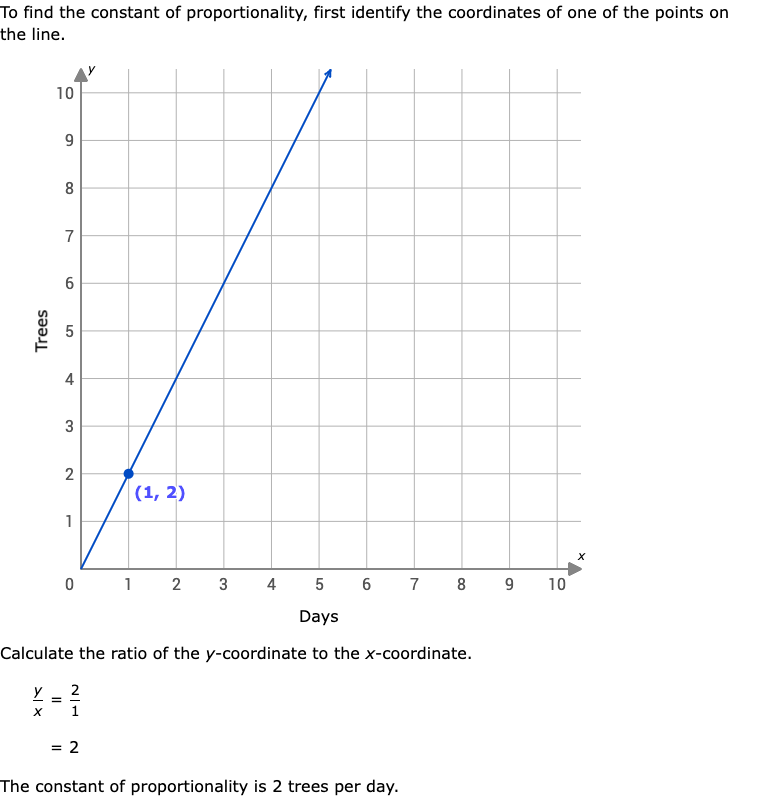 To find the constant of proportionality, first identify the coordinates of one of the points on
the line.
y
10
9
8
7
6
Trees
5
4
3
2
(1, 2)
1
x
0 1 2 3 4 5 6 7 8 9 10
Days
Calculate the ratio of the y-coordinate to the x-coordinate.
y/x = 2/1
= 2
The constant of proportionality is 2 trees per day.